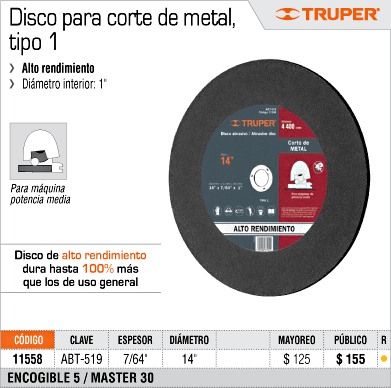 Disco para corte de metal,
tipo 1
TRUPER®
Alto rendimiento
Diámetro interior: 1"
Para máquina
potencia media
TRUPER®
Disco abrasivo / Abrasive disc
14"
4 400
Corte de
METAL
ALTO RENDIMIENTO
Disco de alto rendimiento
dura hasta 100% más
que los de uso general
CÓDIGO CLAVE ESPESOR DIÁMETRO MAYOREO PÚBLICO R
11558 ABT-519 7/64" 14" $ 125 $ 155
ENCOGIBLE 5 / MASTER 30